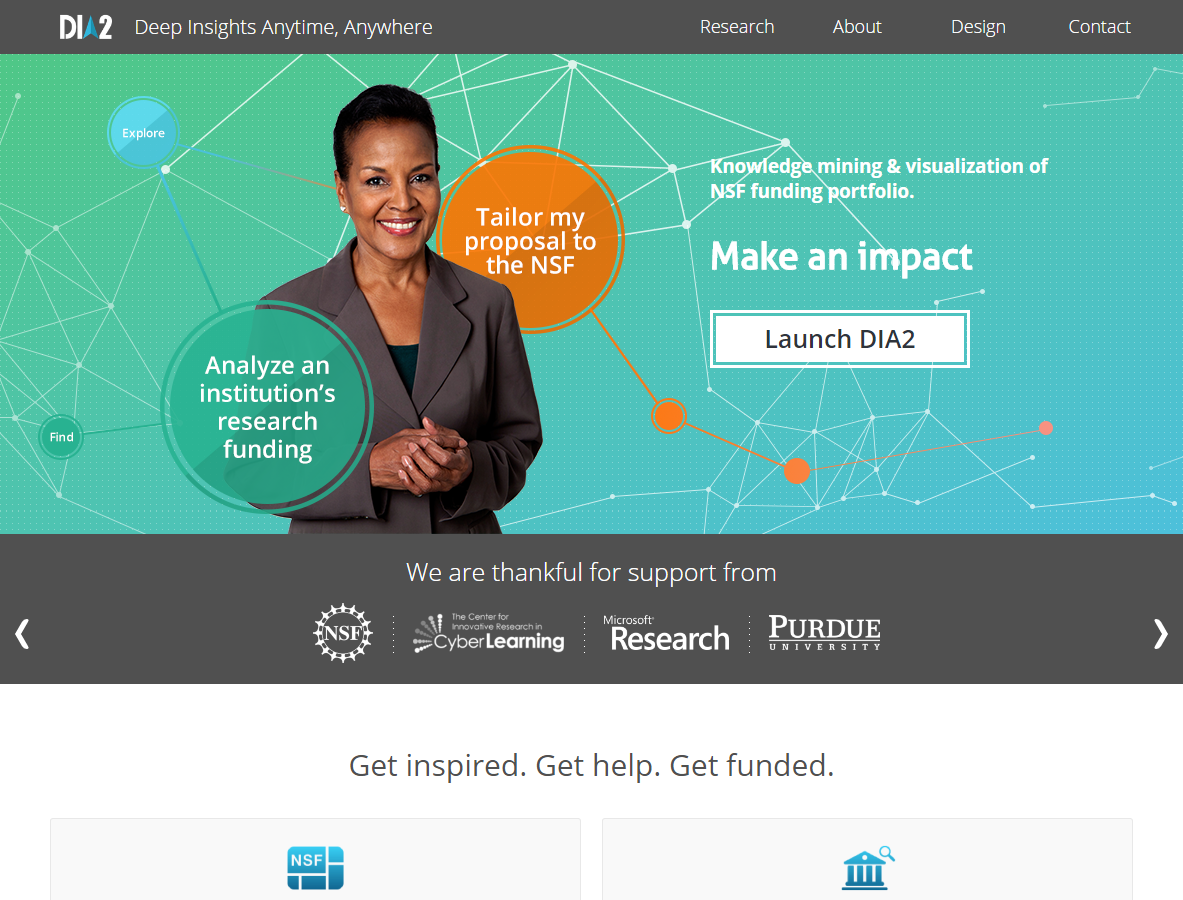 DIA2 Deep Insights Anytime, Anywhere
Research About Design Contact
Explore
Knowledge mining & visualization of
NSF funding portfolio.
Tailor my
proposal to
the NSF
Make an impact
Launch DIA2
Analyze an
institution’s
research
funding
Find
We are thankful for support from
NSF
The Center for
Innovative Research in
CyberLearning
Microsoft®
Research
PURDUE
UNIVERSITY
Get inspired. Get help. Get funded.
NSF